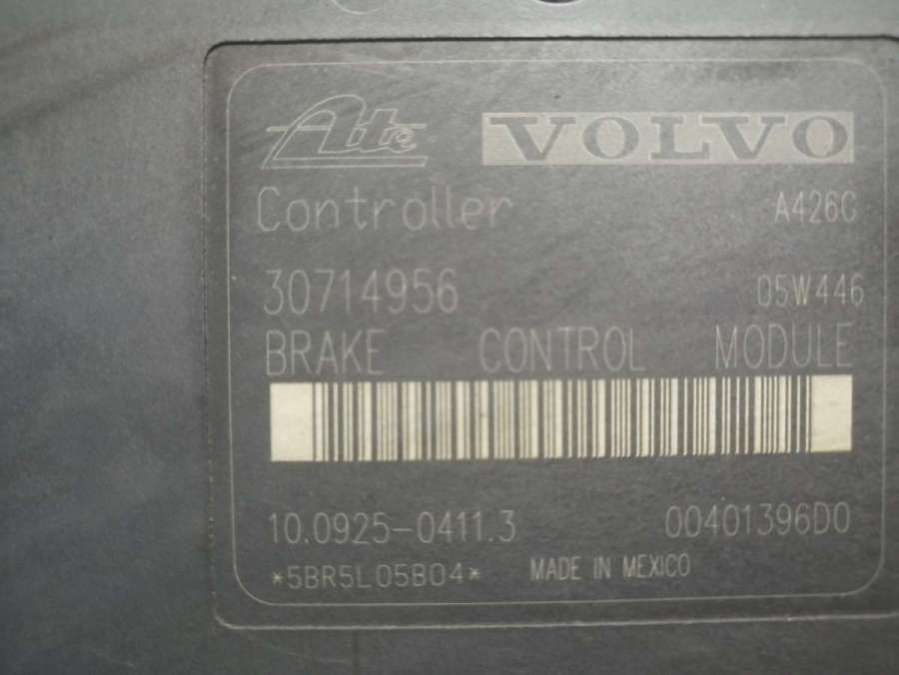 Ate VOLVO
Controller A426C
30714956 05W446
BRAKE CONTROL MODULE
10.0925-0411.3 00401396D0
*5BR5L05B04* MADE IN MEXICO